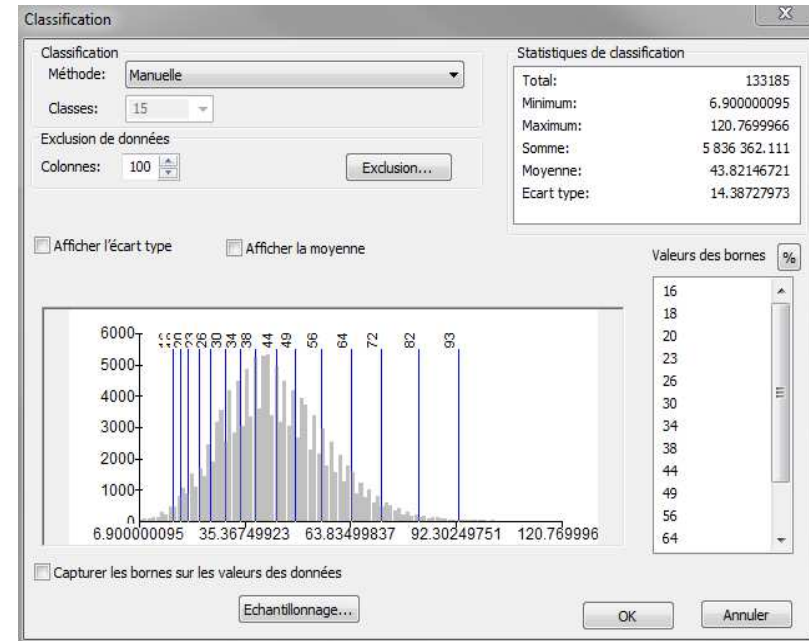 Classification
Classification
Méthode: Manuelle
Classes: 15
Exclusion de données
Colonnes: 100 Exclusion...
Statistiques de classification
Total: 133185
Minimum: 6.900000095
Maximum: 120.7699966
Somme: 5 836 362.111
Moyenne: 43.82146721
Ecart type: 14.38727973
Afficher l'écart type Afficher la moyenne
Valeurs des bornes %
16
18
20
23
26
30
34
38
44
49
56
64
20 23 26 30 34 38 44 49 56 64 72 82 93
6000
5000
4000
3000
2000
1000
0
6.900000095 35.36749923 63.83499837 92.30249751 120.769996
Capturer les bornes sur les valeurs des données
Echantillonnage...
OK Annuler